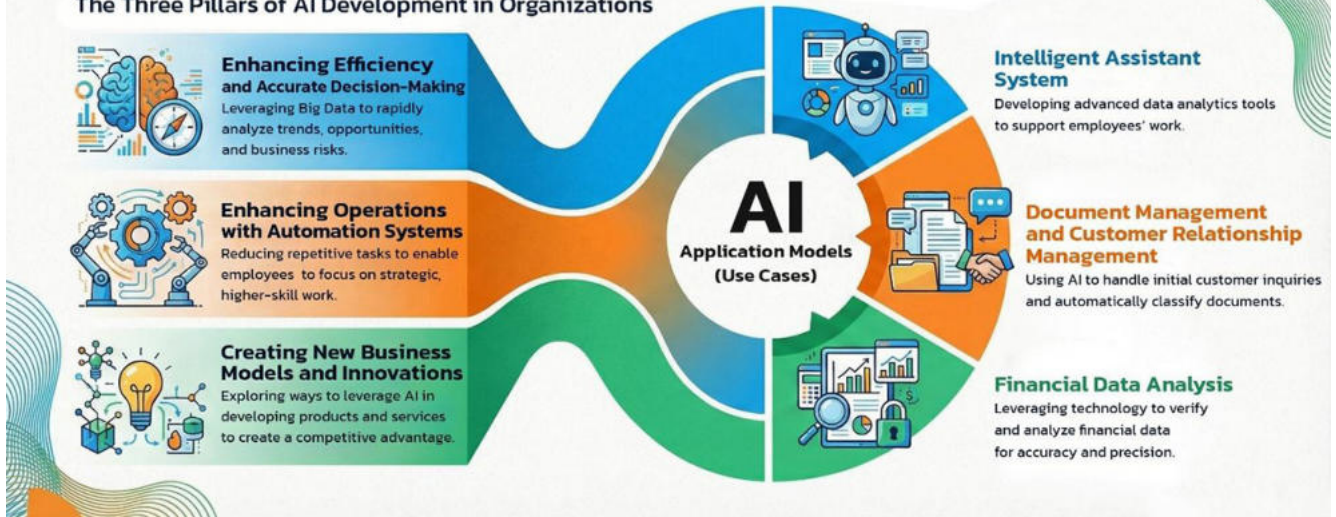 The Three Pillars of AI Development in Organizations
Enhancing Efficiency
and Accurate Decision-Making
Leveraging Big Data to rapidly
analyze trends, opportunities,
and business risks.
Enhancing Operations
with Automation Systems
Reducing repetitive tasks to enable
employees to focus on strategic,
higher-skill work.
Creating New Business
Models and Innovations
Exploring ways to leverage AI in
developing products and services
to create a competitive advantage.
AI
Application Models
(Use Cases)
Intelligent Assistant
System
Developing advanced data analytics tools
to support employees' work.
Document Management
and Customer Relationship
Management
Using AI to handle initial customer inquiries
and automatically classify documents.
Financial Data Analysis
Leveraging technology to verify
and analyze financial data
for accuracy and precision.